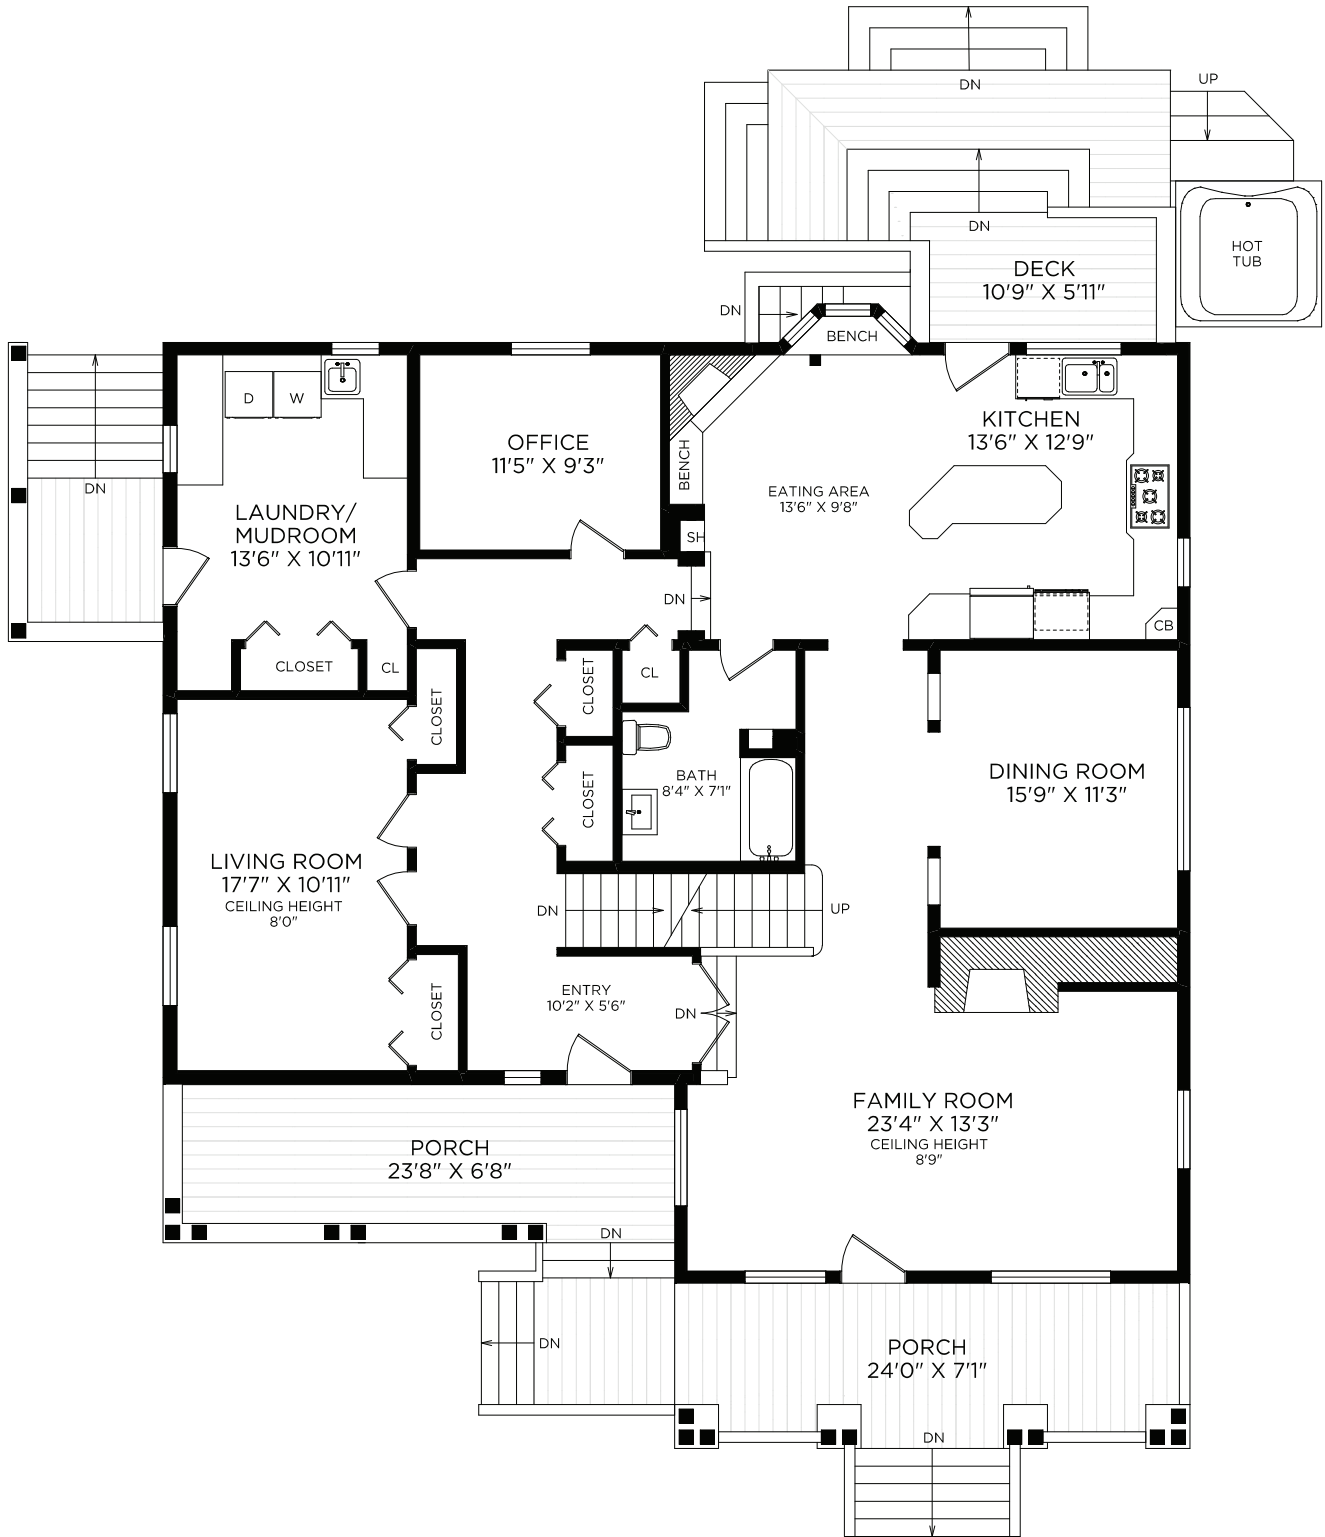 DN
UP
DN
HOT
TUB
DECK
10'9" X 5'11"
DN
BENCH
D
W
KITCHEN
13'6" X 12'9"
OFFICE
11'5" X 9'3"
BENCH
EATING AREA
13'6" X 9'8"
DN
LAUNDRY/
MUDROOM
13'6" X 10'11"
SH
DN
CB
CLOSET
CL
CL
CLOSET
CLOSET
DINING ROOM
15'9" X 11'3"
BATH
8'4" X 7'1"
CLOSET
LIVING ROOM
17'7" X 10'11"
CEILING HEIGHT
8'0"
DN
UP
ENTRY
10'2" X 5'6"
CLOSET
DN
FAMILY ROOM
23'4" X 13'3"
CEILING HEIGHT
8'9"
PORCH
23'8" X 6'8"
DN
DN
PORCH
24'0" X 7'1"
DN